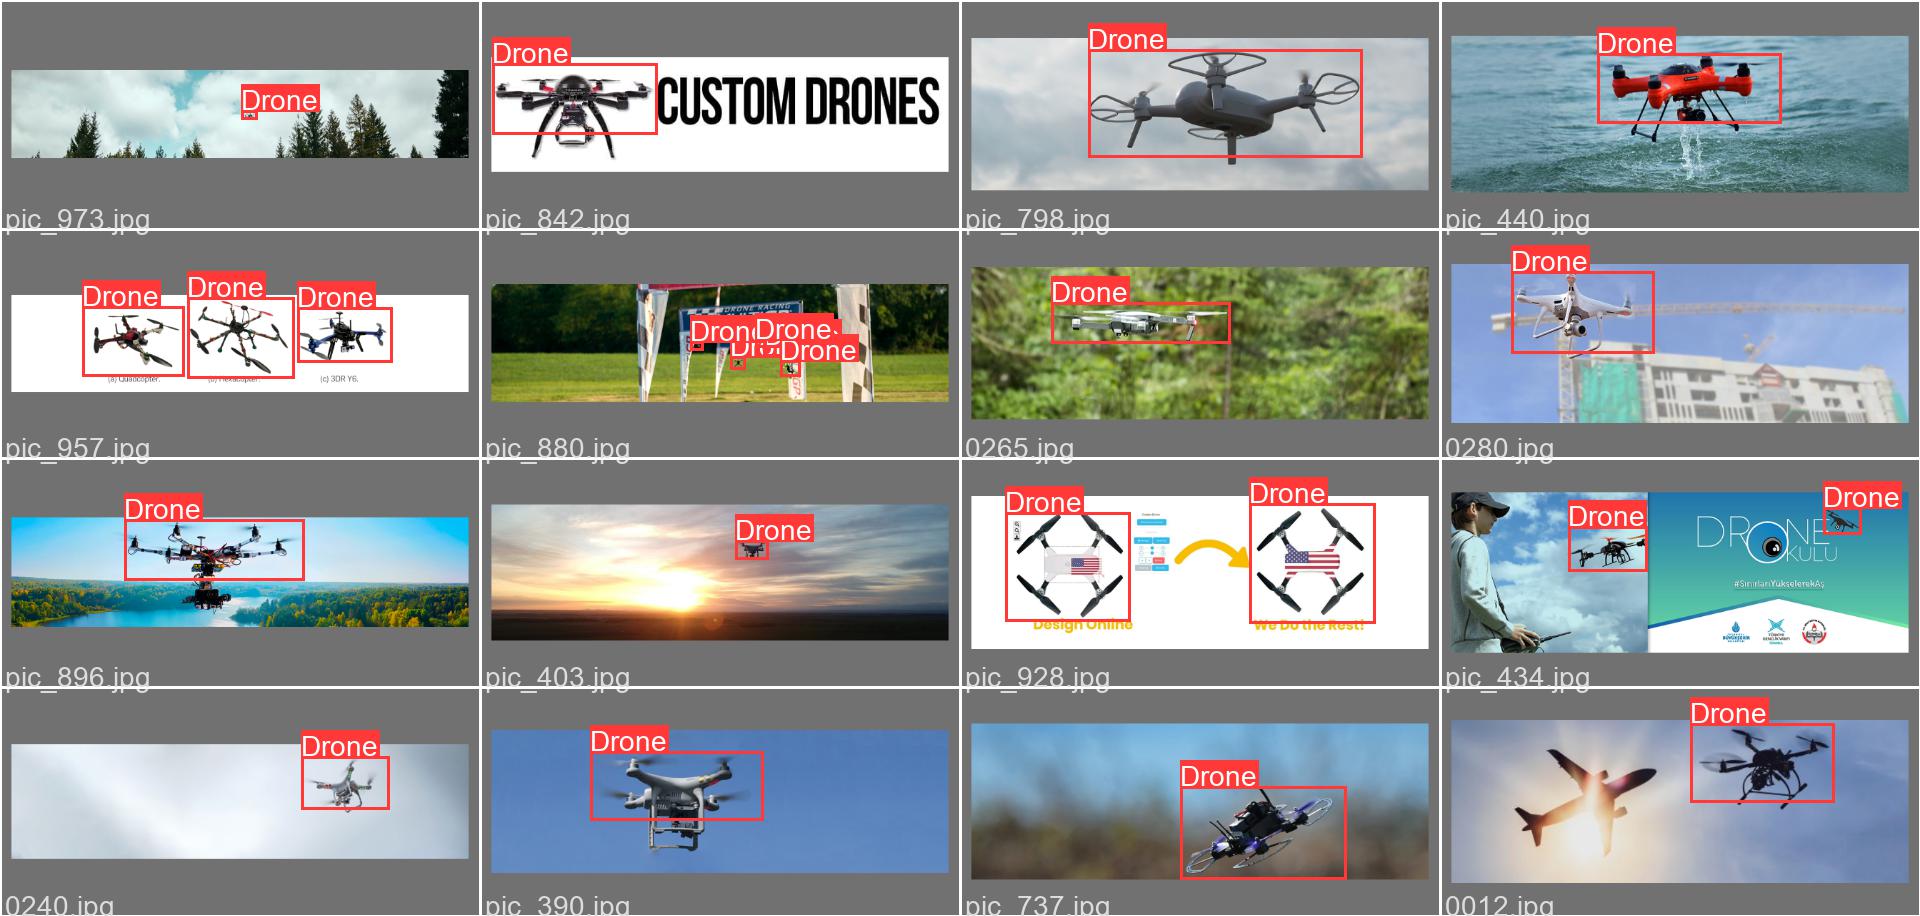 Drone
pic_973.jpg
Drone
CUSTOM DRONES
pic_842.jpg
Drone
pic_798.jpg
Drone
pic_440.jpg
Drone
Drone
Drone
(a) Quadcopter.
(b) Hexacopter.
(c) 3DR Y6.
pic_957.jpg
DRONE RACING
Drone
Drone
Drone
pic_880.jpg
Drone
0265.jpg
Drone
0280.jpg
Drone
pic_896.jpg
Drone
pic_403.jpg
Drone
Drone
Design Online
We Do the Rest!
pic_928.jpg
Drone
Drone
DRONE
OKULU
#SınırlarıYükselerekAş
pic_434.jpg
Drone
0240.jpg
Drone
pic_390.jpg
Drone
pic_737.jpg
Drone
0012.jpg